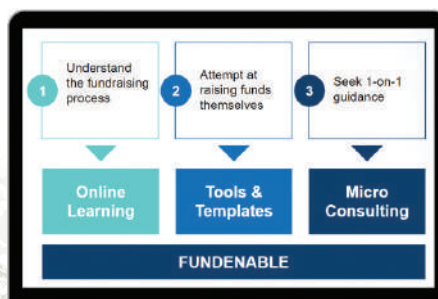 1
Understand
the fundraising
process
2
Attempt at
raising funds
themselves
3
Seek 1-on-1
guidance
Online
Learning
Tools &
Templates
Micro
Consulting
FUNDENABLE